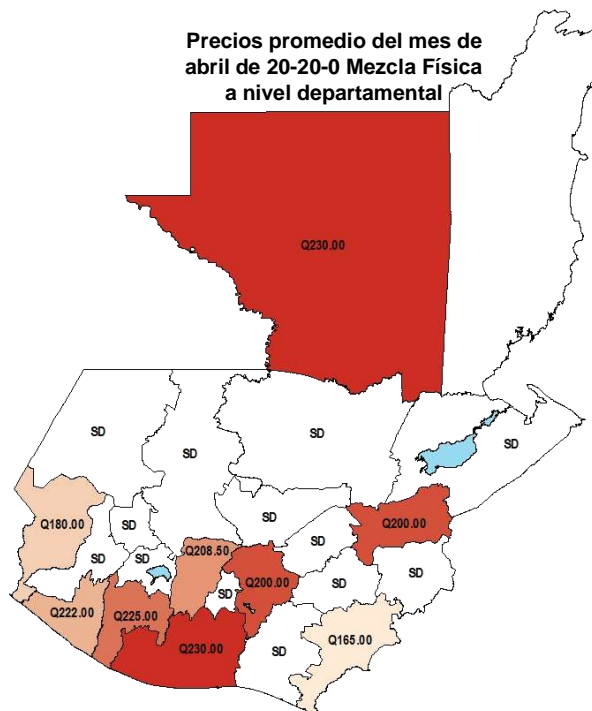 Precios promedio del mes de
abril de 20-20-0 Mezcla Física
a nivel departamental
Q230.00
SD
SD
SD
SD
Q180.00
SD
SD
Q200.00
SD
SD
SD
Q208.50
SD
Q200.00
SD
SD
Q222.00
Q225.00
Q230.00
SD
Q165.00